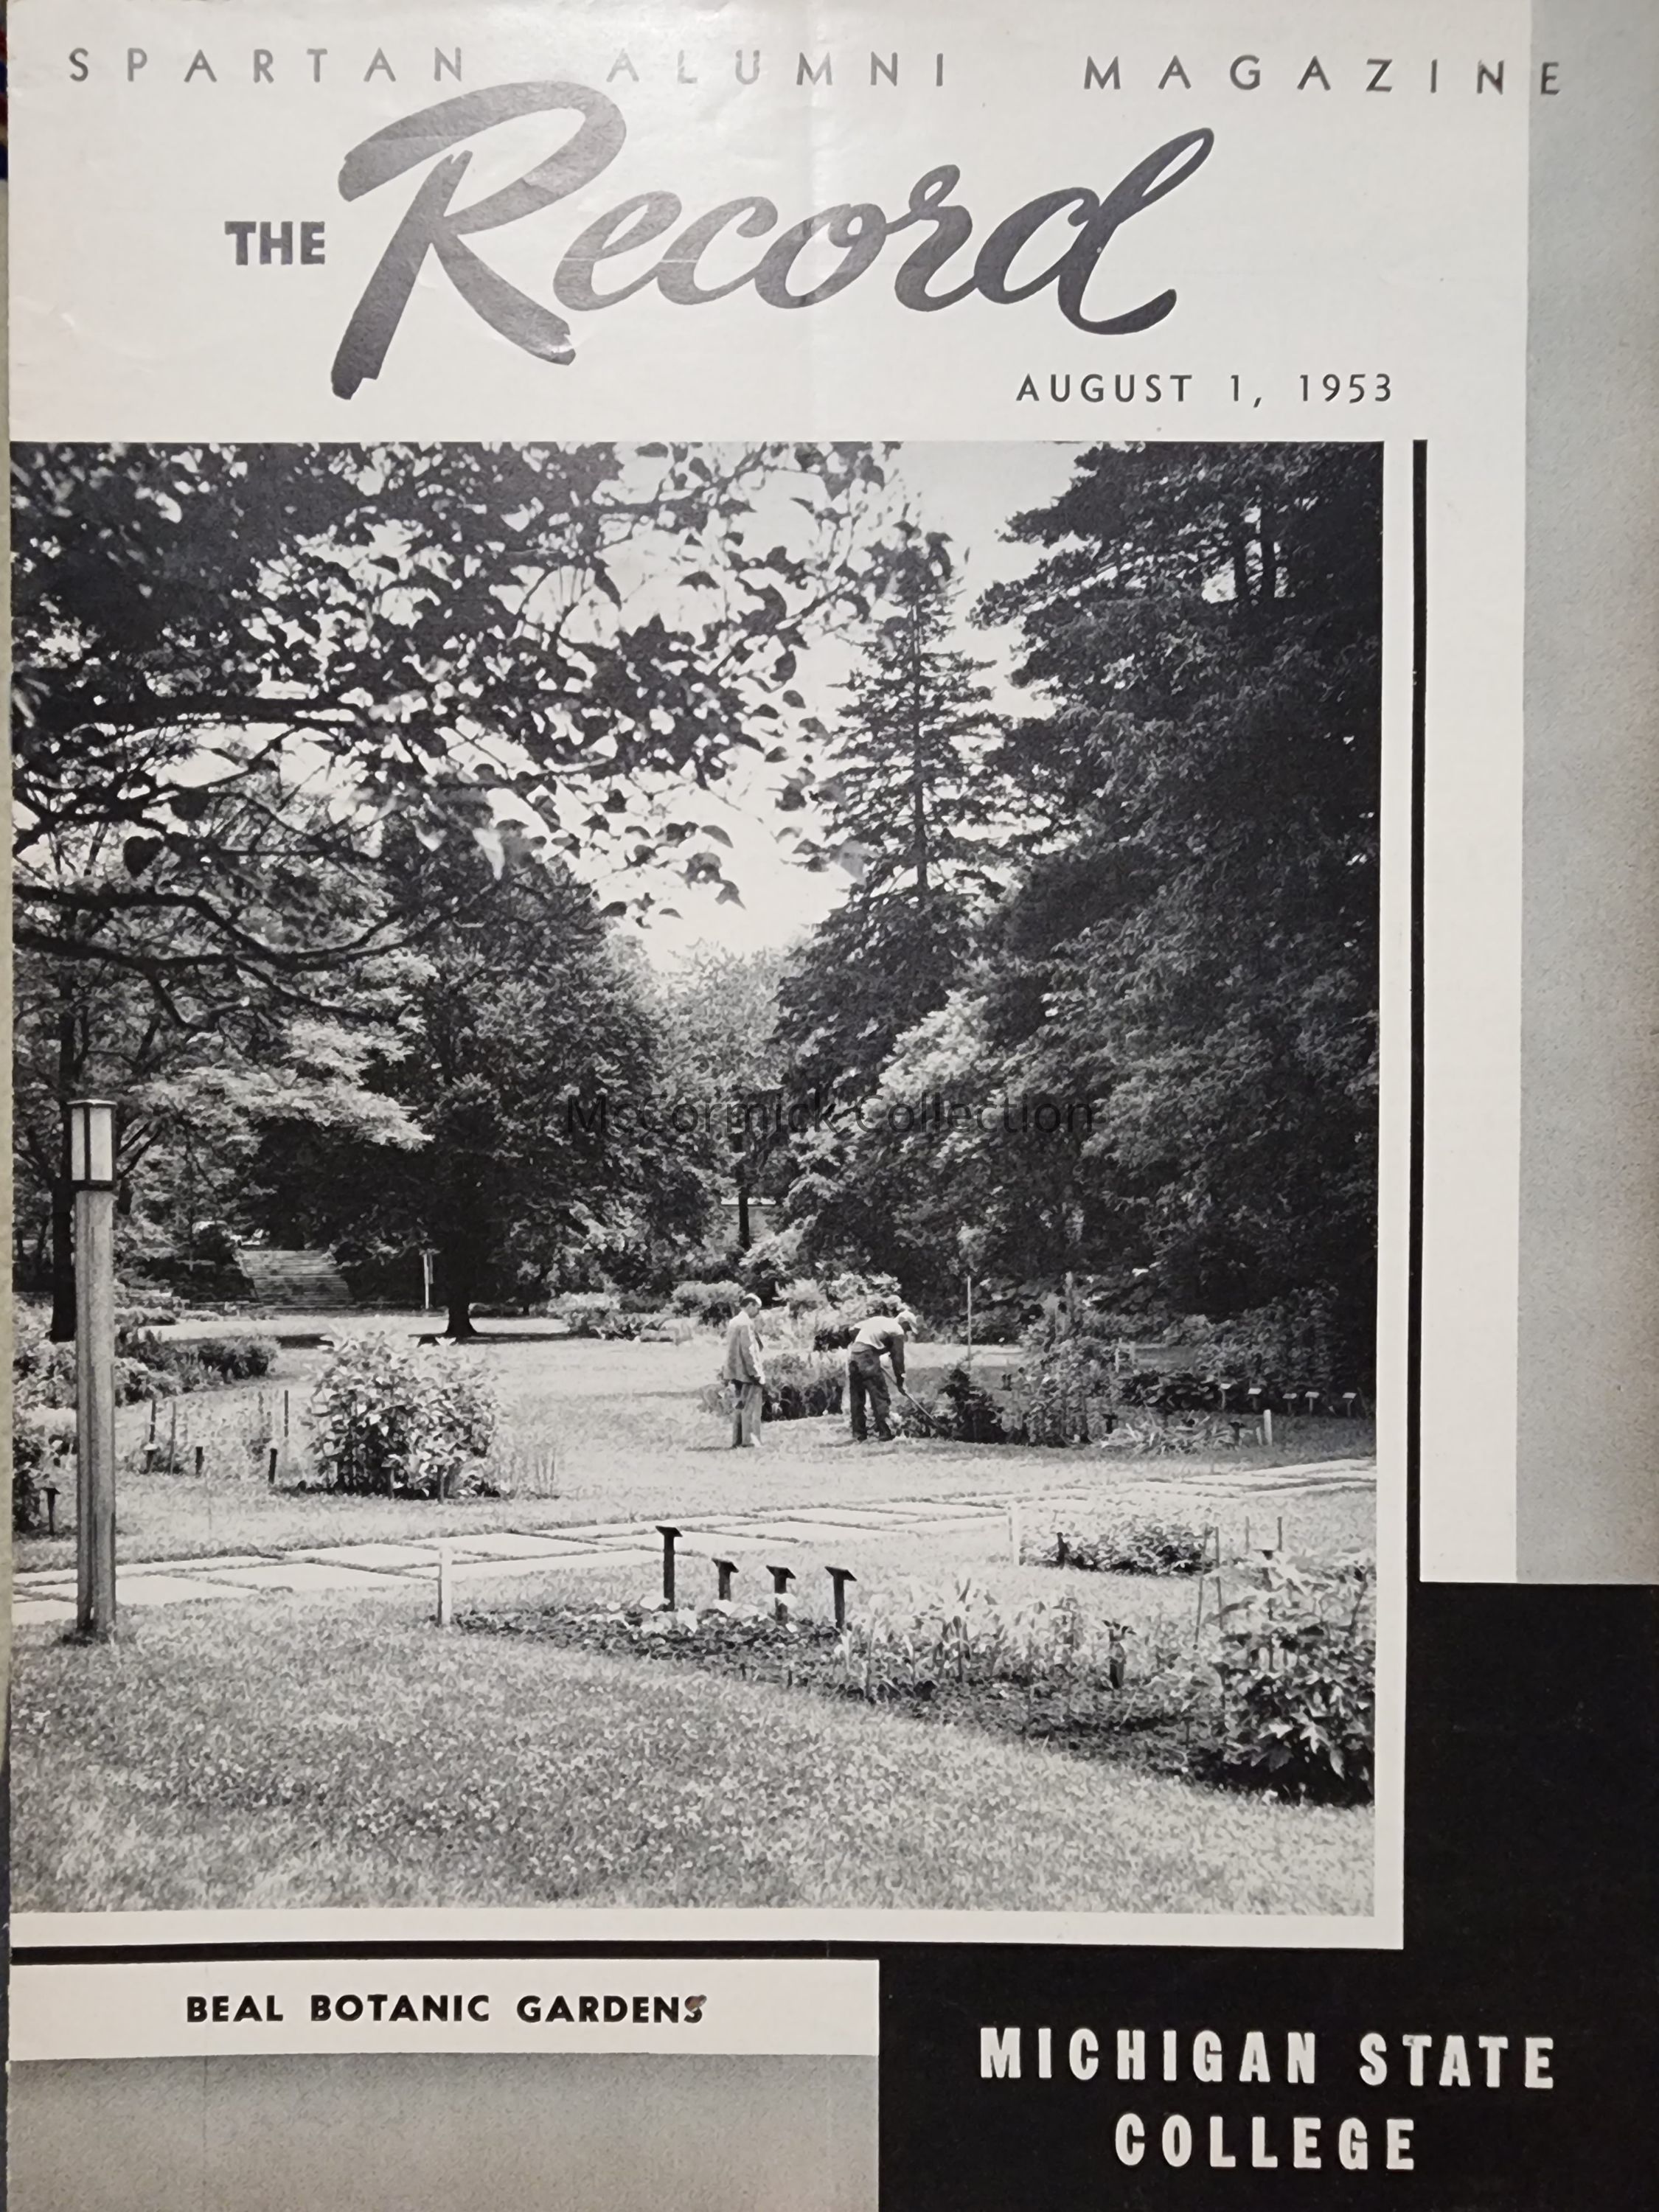 SPARTAN ALUMNI MAGAZINE
THE Record
AUGUST 1, 1953
McCormick Collection
BEAL BOTANIC GARDENS
MICHIGAN STATE
COLLEGE